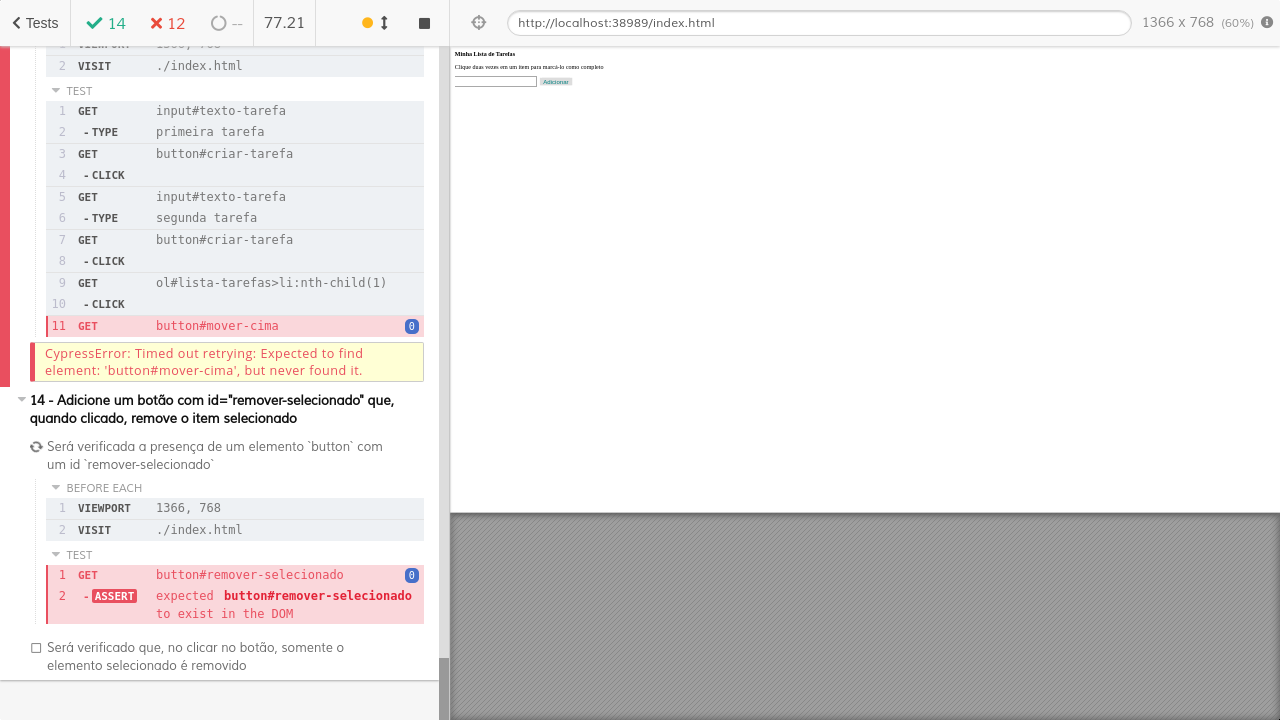 Tests 14 12 -- 77.21
http://localhost:38989/index.html 1366 x 768 (60%)
1 VIEWPORT 1366, 768
2 VISIT ./index.html
TEST
1 GET input#texto-tarefa
2 - TYPE primeira tarefa
3 GET button#criar-tarefa
4 - CLICK
5 GET input#texto-tarefa
6 - TYPE segunda tarefa
7 GET button#criar-tarefa
8 - CLICK
9 GET ol#lista-tarefas>li:nth-child(1)
10 - CLICK
11 GET button#mover-cima 0
CypressError: Timed out retrying: Expected to find
element: 'button#mover-cima', but never found it.
14 - Adicione um botão com id="remover-selecionado" que,
quando clicado, remove o item selecionado
Será verificada a presença de um elemento `button` com
um id `remover-selecionado`
BEFORE EACH
1 VIEWPORT 1366, 768
2 VISIT ./index.html
TEST
1 GET button#remover-selecionado 0
2 - ASSERT expected button#remover-selecionado
to exist in the DOM
Será verificado que, no clicar no botão, somente o
elemento selecionado é removido
Minha Lista de Tarefas
Clique duas vezes em um item para marcá-lo como completo
Adicionar